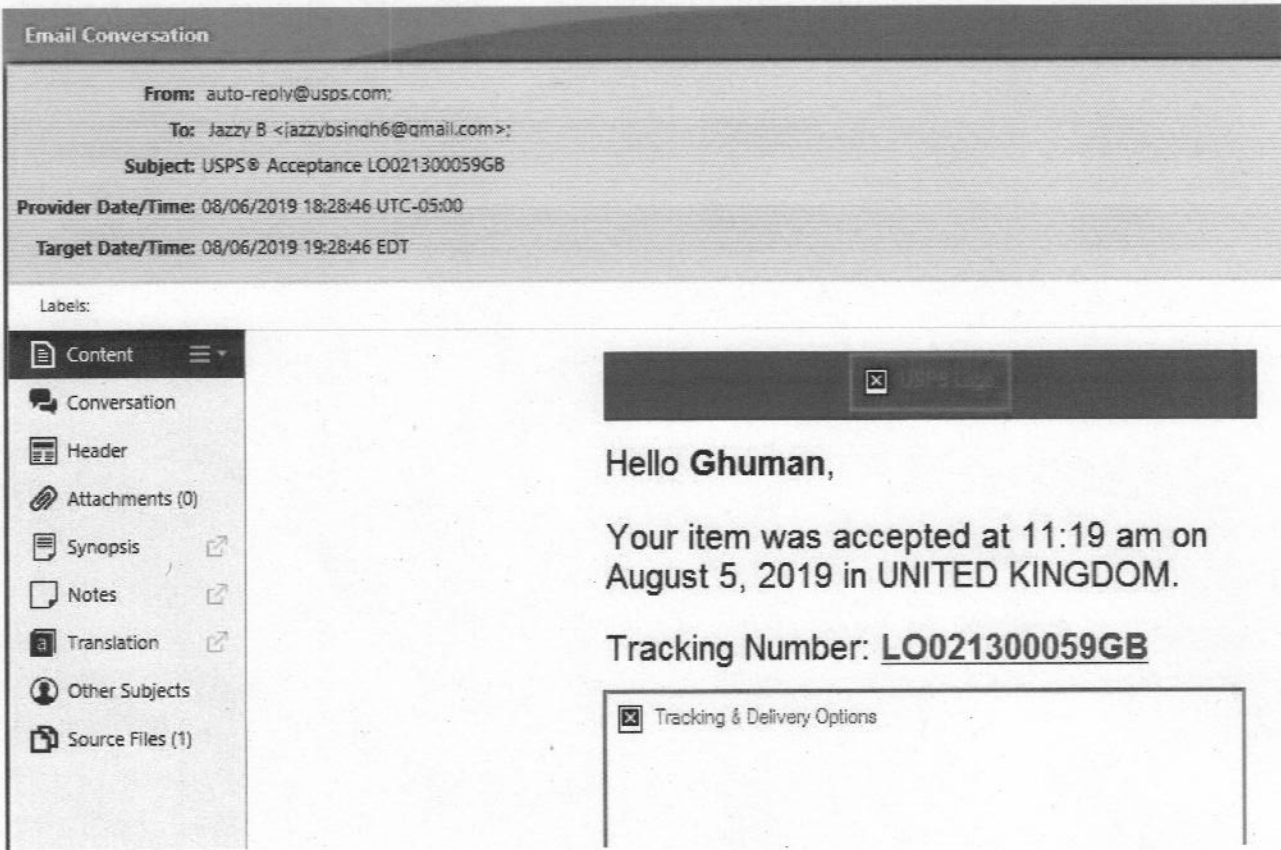 Email Conversation
From: auto-reply@usps.com;
To: Jazzy B <jazzybsingh6@gmail.com>;
Subject: USPS® Acceptance LO021300059GB
Provider Date/Time: 08/06/2019 18:28:46 UTC-05:00
Target Date/Time: 08/06/2019 19:28:46 EDT
Labels:
Content
Conversation
Header
Attachments (0)
Synopsis
Notes
Translation
Other Subjects
Source Files (1)
USPS Logo
Hello Ghuman,
Your item was accepted at 11:19 am on
August 5, 2019 in UNITED KINGDOM.
Tracking Number: LO021300059GB
Tracking & Delivery Options